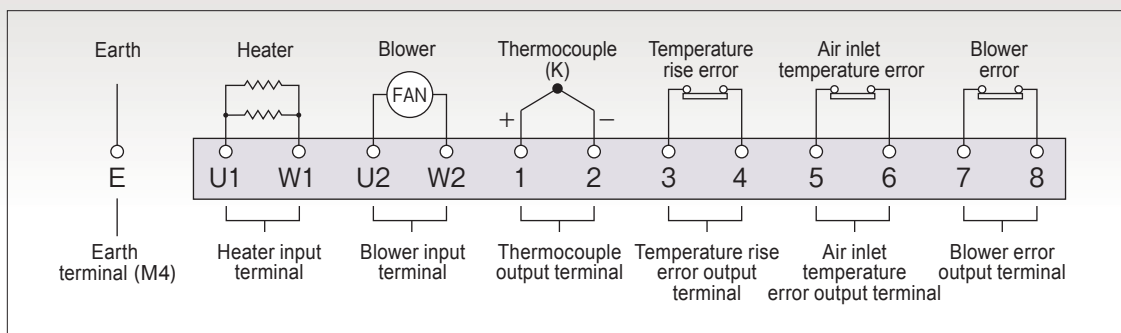 Earth
Heater
Blower
Thermocouple
(K)
Temperature
rise error
Air inlet
temperature error
Blower
error
FAN
+
−
E
U1 W1 U2 W2 1 2 3 4 5 6 7 8
Earth
terminal (M4)
Heater input
terminal
Blower input
terminal
Thermocouple
output terminal
Temperature rise
error output
terminal
Air inlet
temperature
error output terminal
Blower error
output terminal